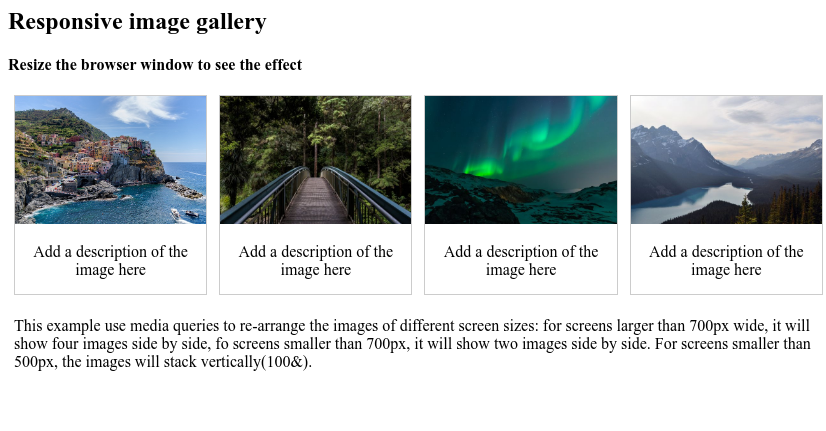 Responsive image gallery
Resize the browser window to see the effect
Add a description of the
image here
Add a description of the
image here
Add a description of the
image here
Add a description of the
image here
This example use media queries to re-arrange the images of different screen sizes: for screens larger than 700px wide, it will
show four images side by side, fo screens smaller than 700px, it will show two images side by side. For screens smaller than
500px, the images will stack vertically(100&).